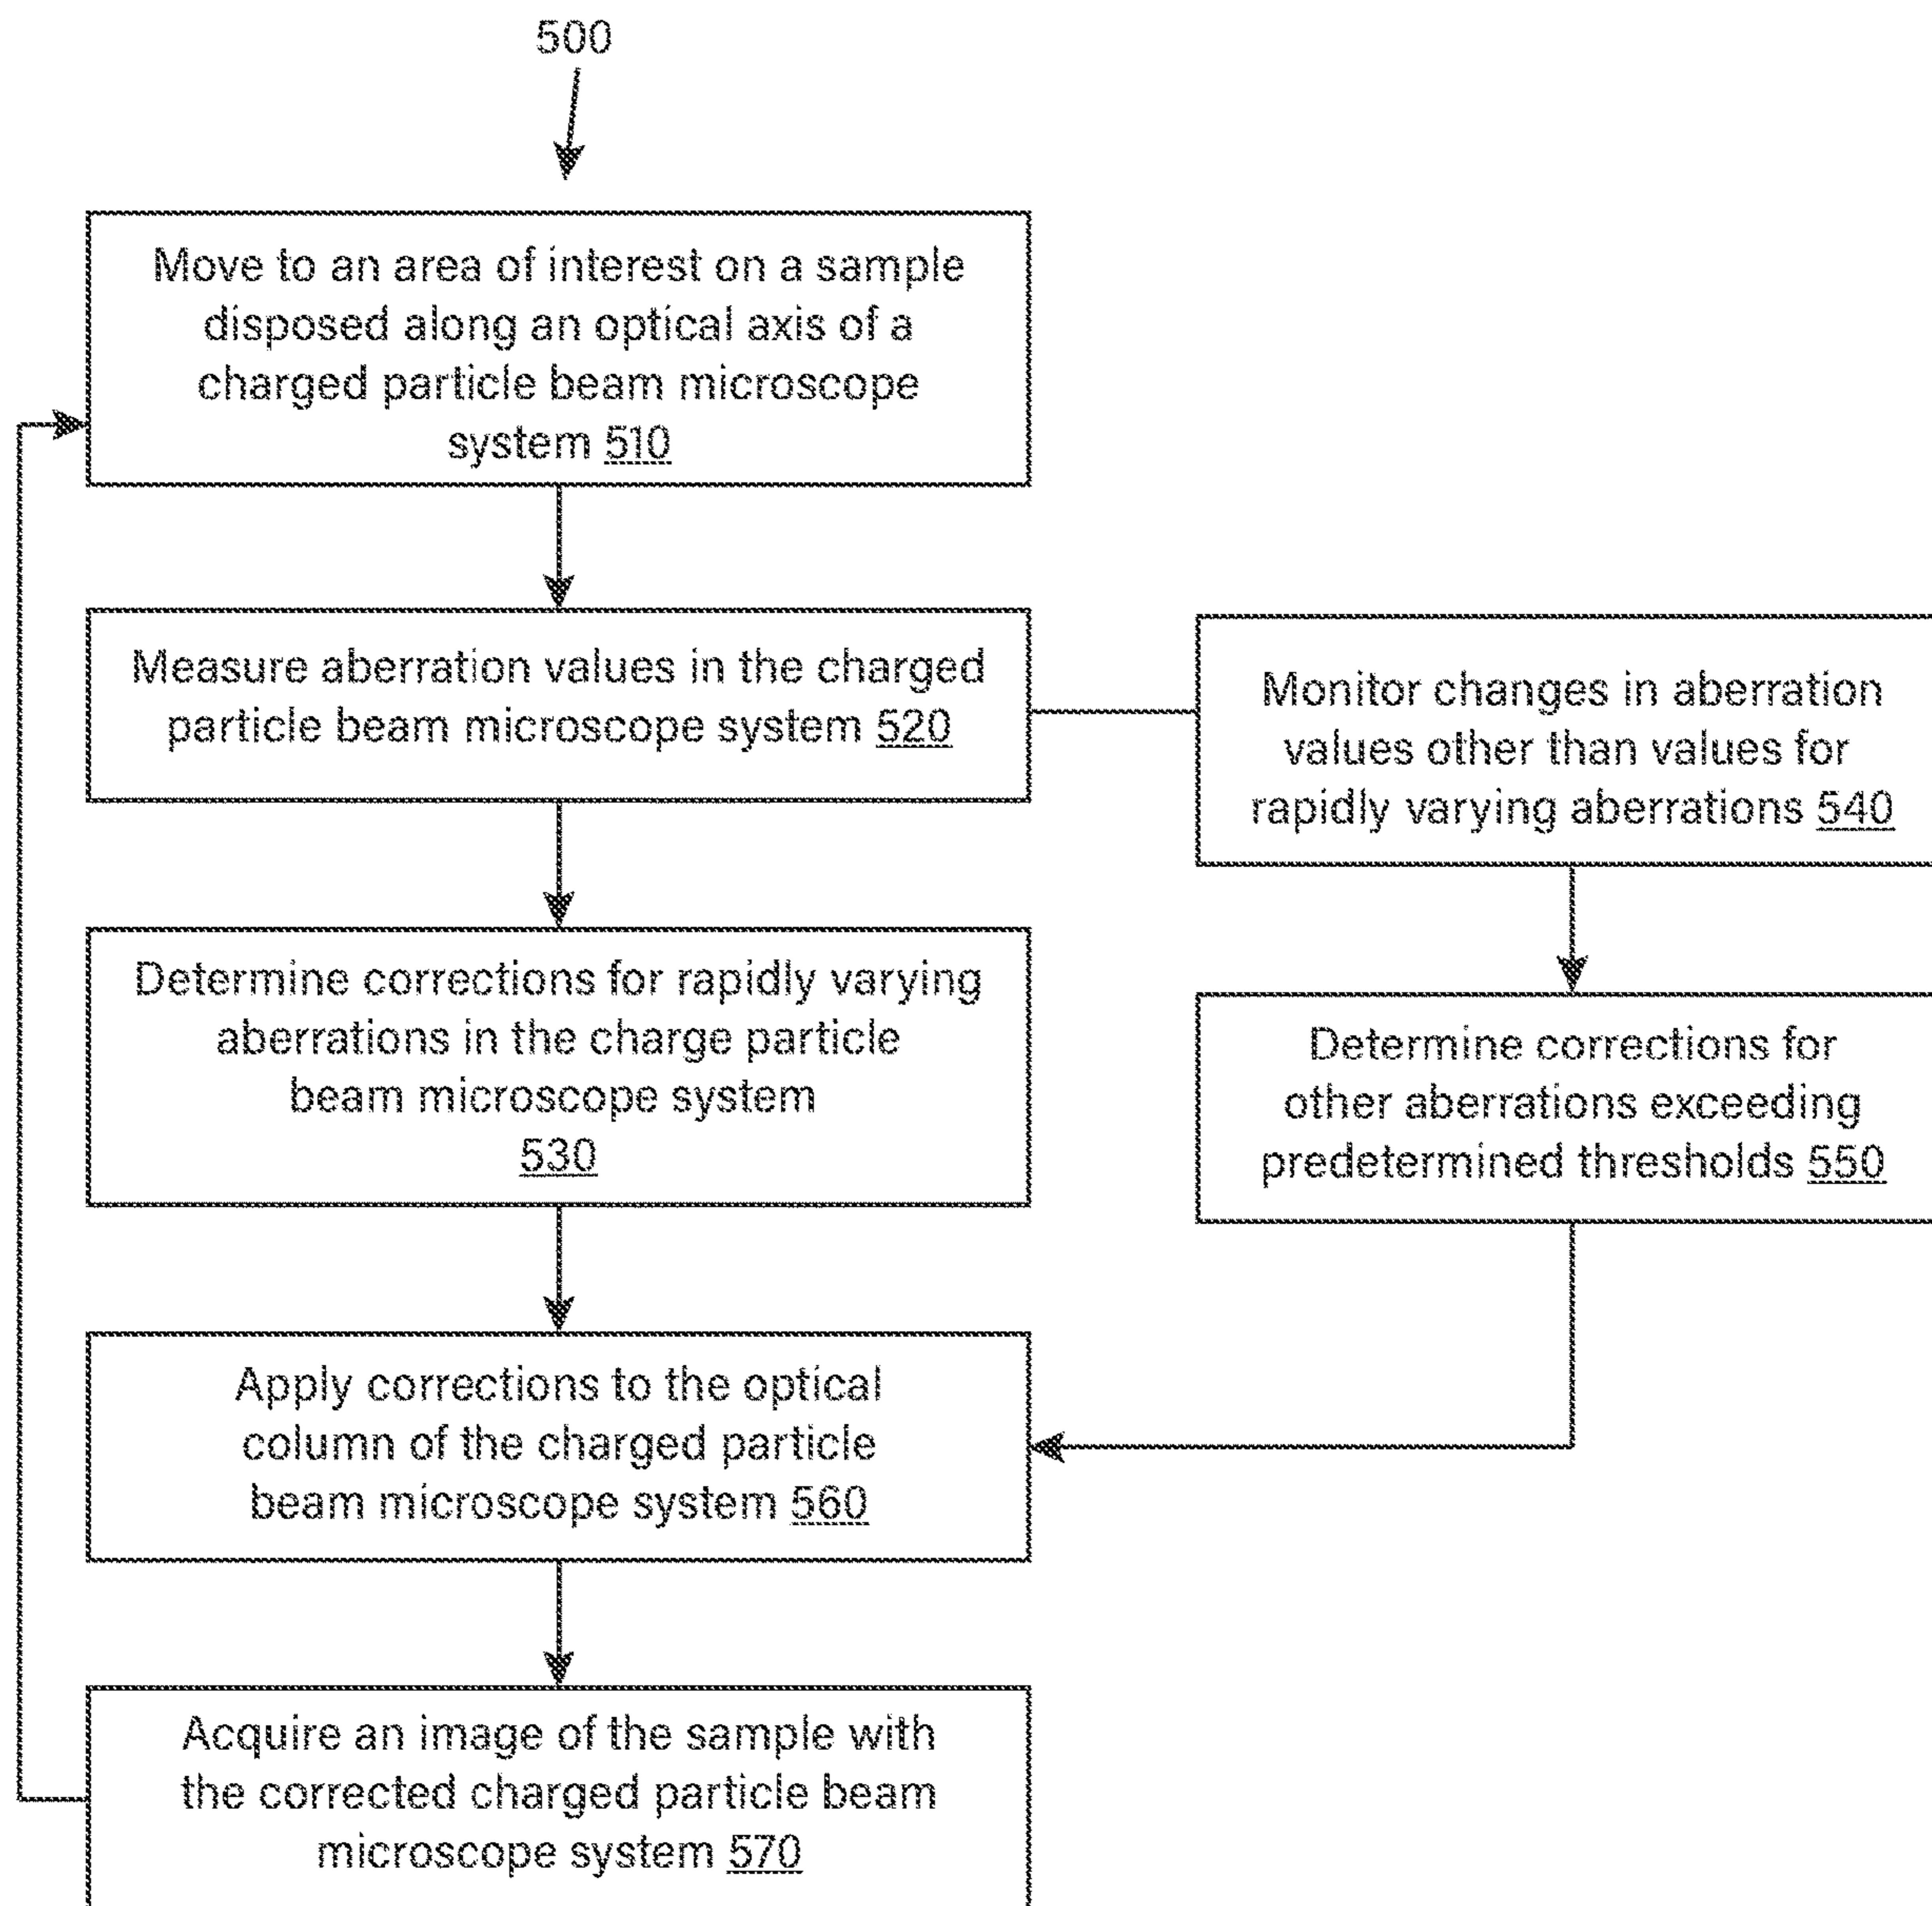 500
Move to an area of interest on a sample
disposed along an optical axis of a
charged particle beam microscope
system 510
Measure aberration values in the charged
particle beam microscope system 520
Monitor changes in aberration
values other than values for
rapidly varying aberrations 540
Determine corrections for rapidly varying
aberrations in the charge particle
beam microscope system
530
Determine corrections for
other aberrations exceeding
predetermined thresholds 550
Apply corrections to the optical
column of the charged particle
beam microscope system 560
Acquire an image of the sample with
the corrected charged particle beam
microscope system 570